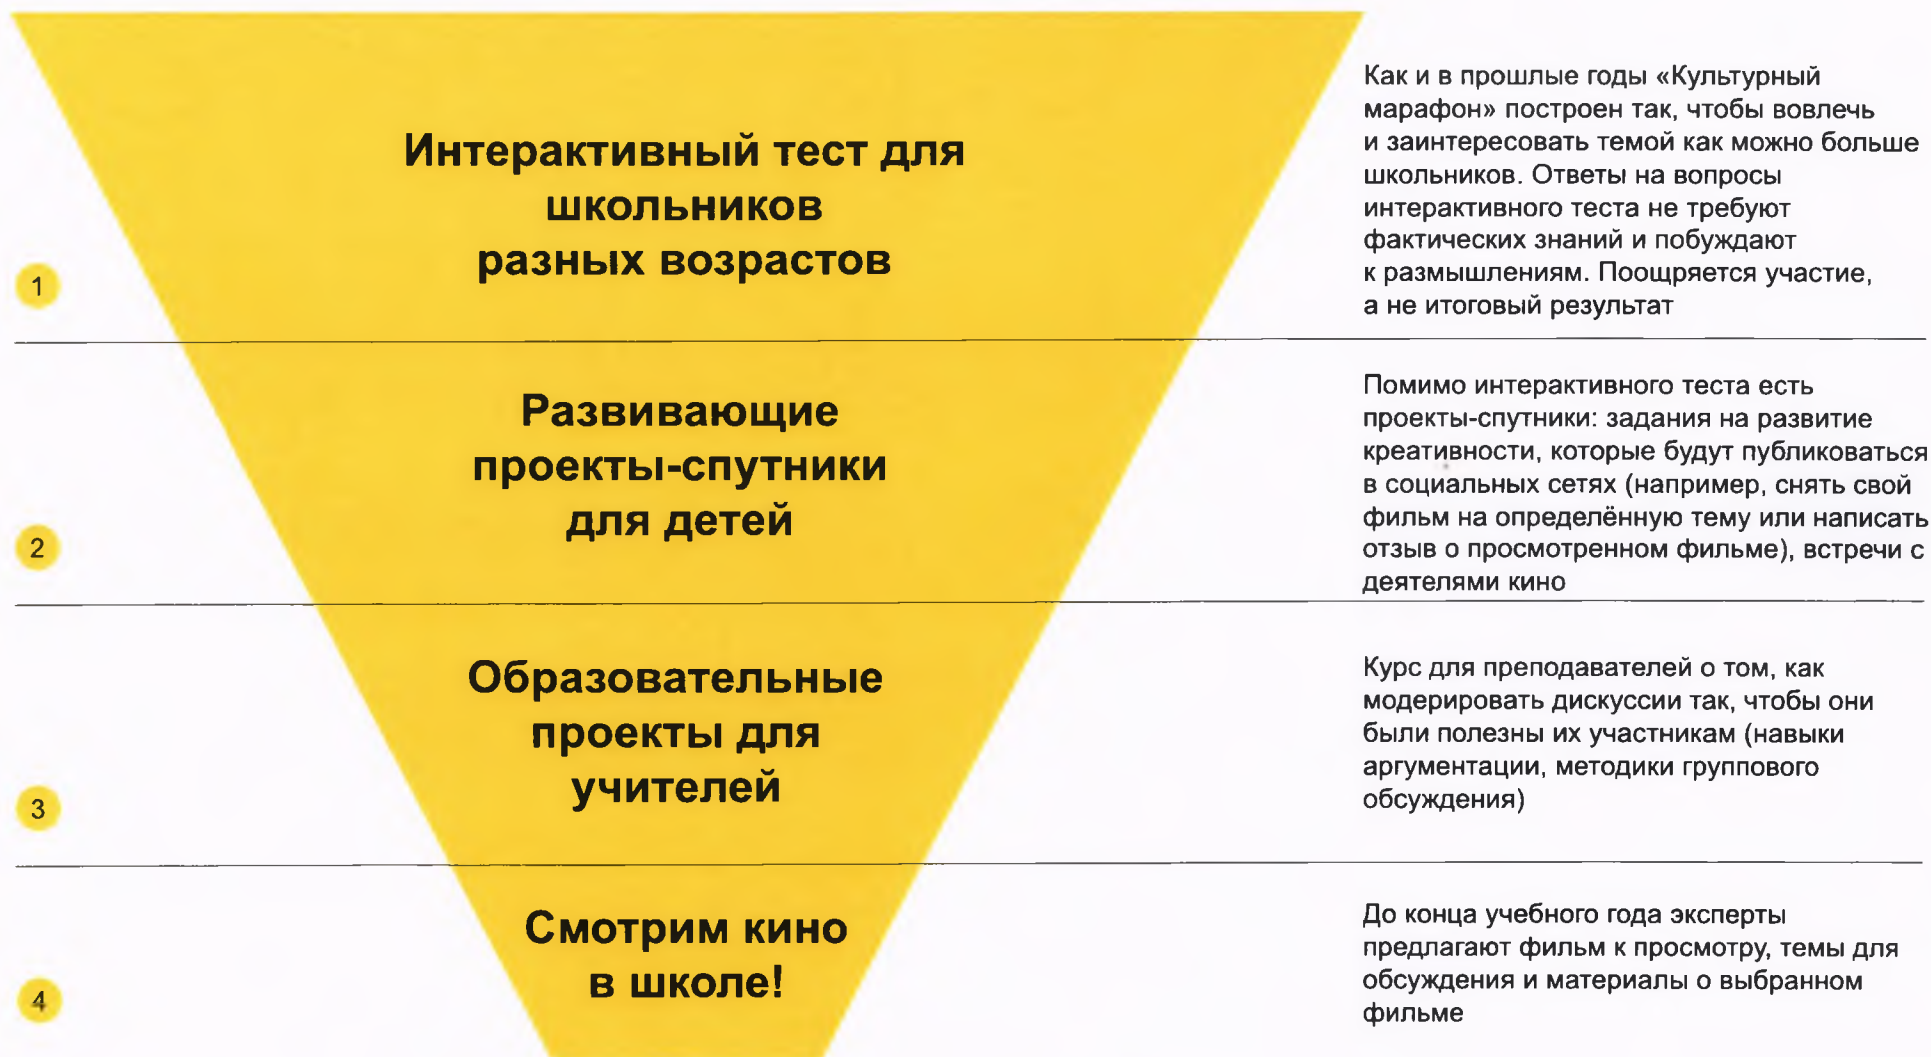 Интерактивный тест для
школьников
разных возрастов
1
Как и в прошлые годы «Культурный
марафон» построен так, чтобы вовлечь
и заинтересовать темой как можно больше
школьников. Ответы на вопросы
интерактивного теста не требуют
фактических знаний и побуждают
к размышлениям. Поощряется участие,
а не итоговый результат
Развивающие
проекты-спутники
для детей
2
Помимо интерактивного теста есть
проекты-спутники: задания на развитие
креативности, которые будут публиковаться
в социальных сетях (например, снять свой
фильм на определённую тему или написать
отзыв о просмотренном фильме), встречи с
деятелями кино
Образовательные
проекты для
учителей
3
Курс для преподавателей о том, как
модерировать дискуссии так, чтобы они
были полезны их участникам (навыки
аргументации, методики группового
обсуждения)
Смотрим кино
в школе!
4
До конца учебного года эксперты
предлагают фильм к просмотру, темы для
обсуждения и материалы о выбранном
фильме